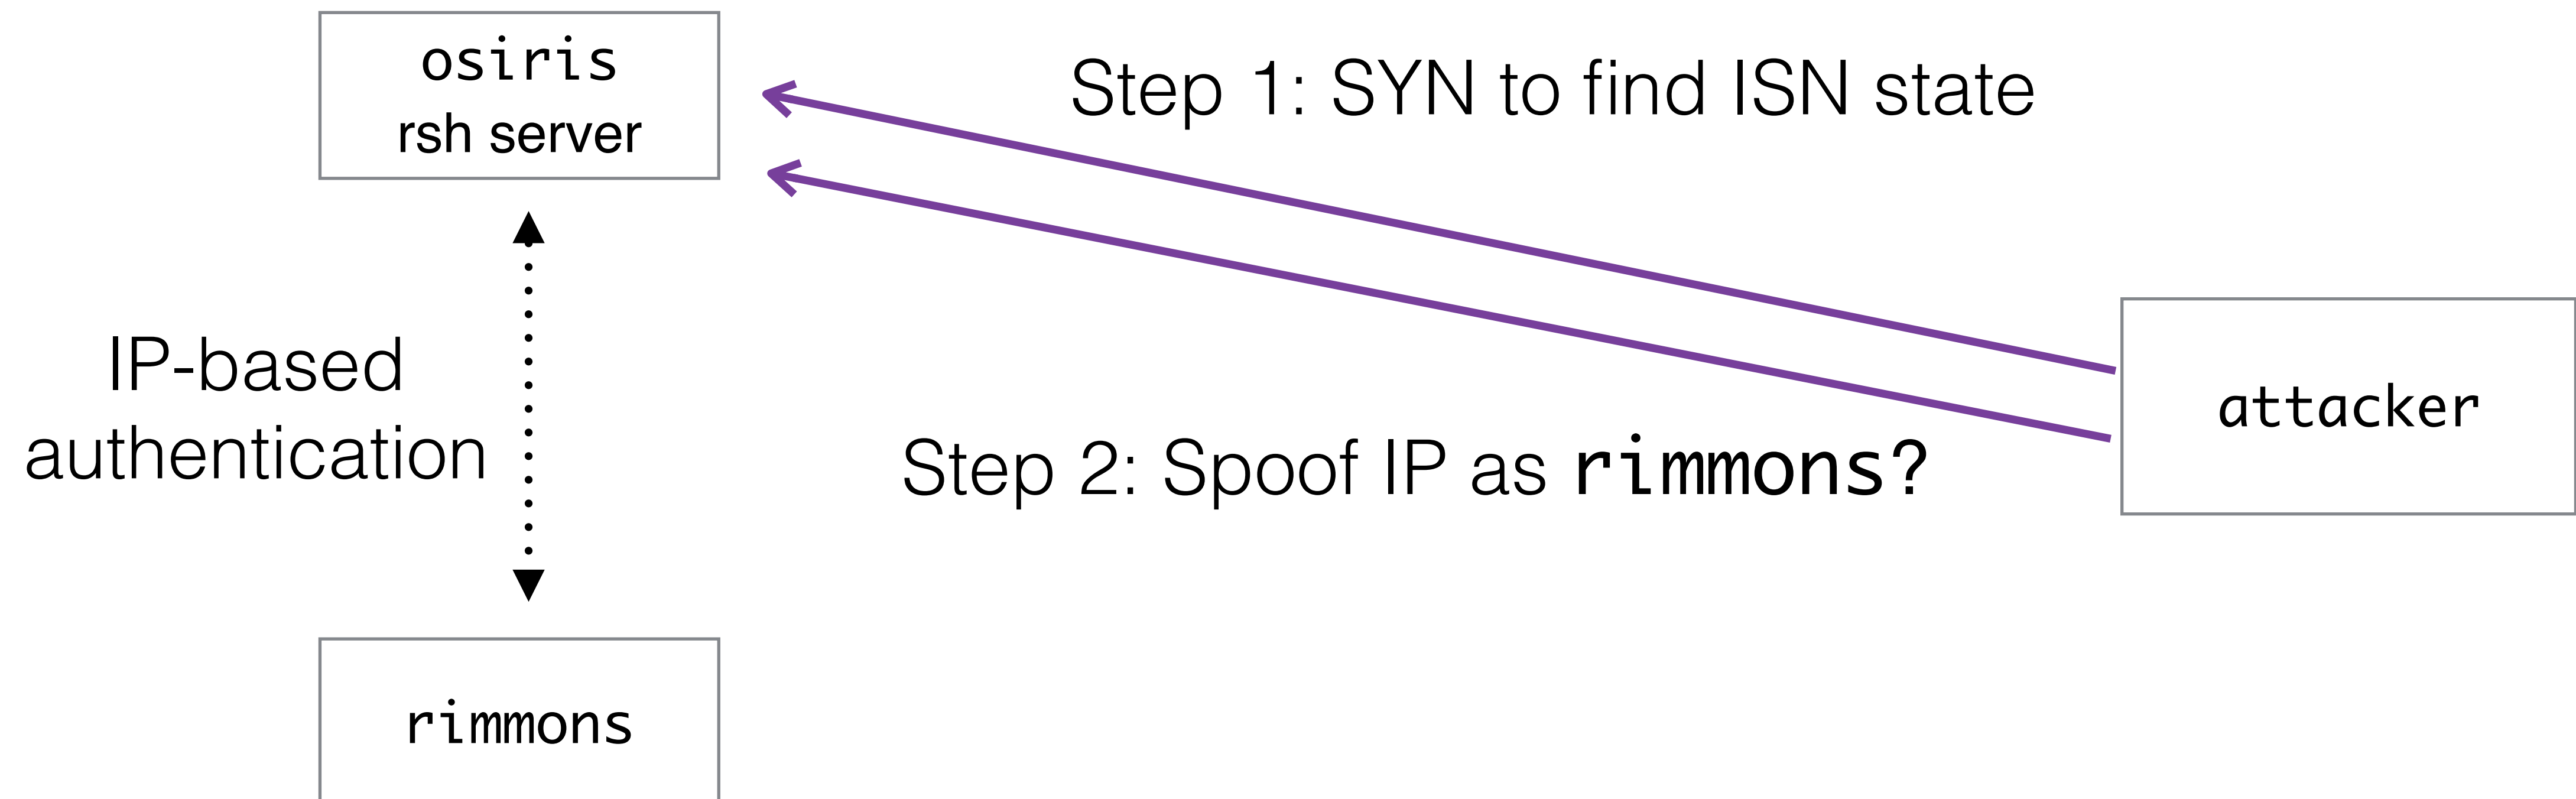 osiris
rsh server
Step 1: SYN to find ISN state
IP-based
authentication
attacker
Step 2: Spoof IP as rimmons?
rimmons